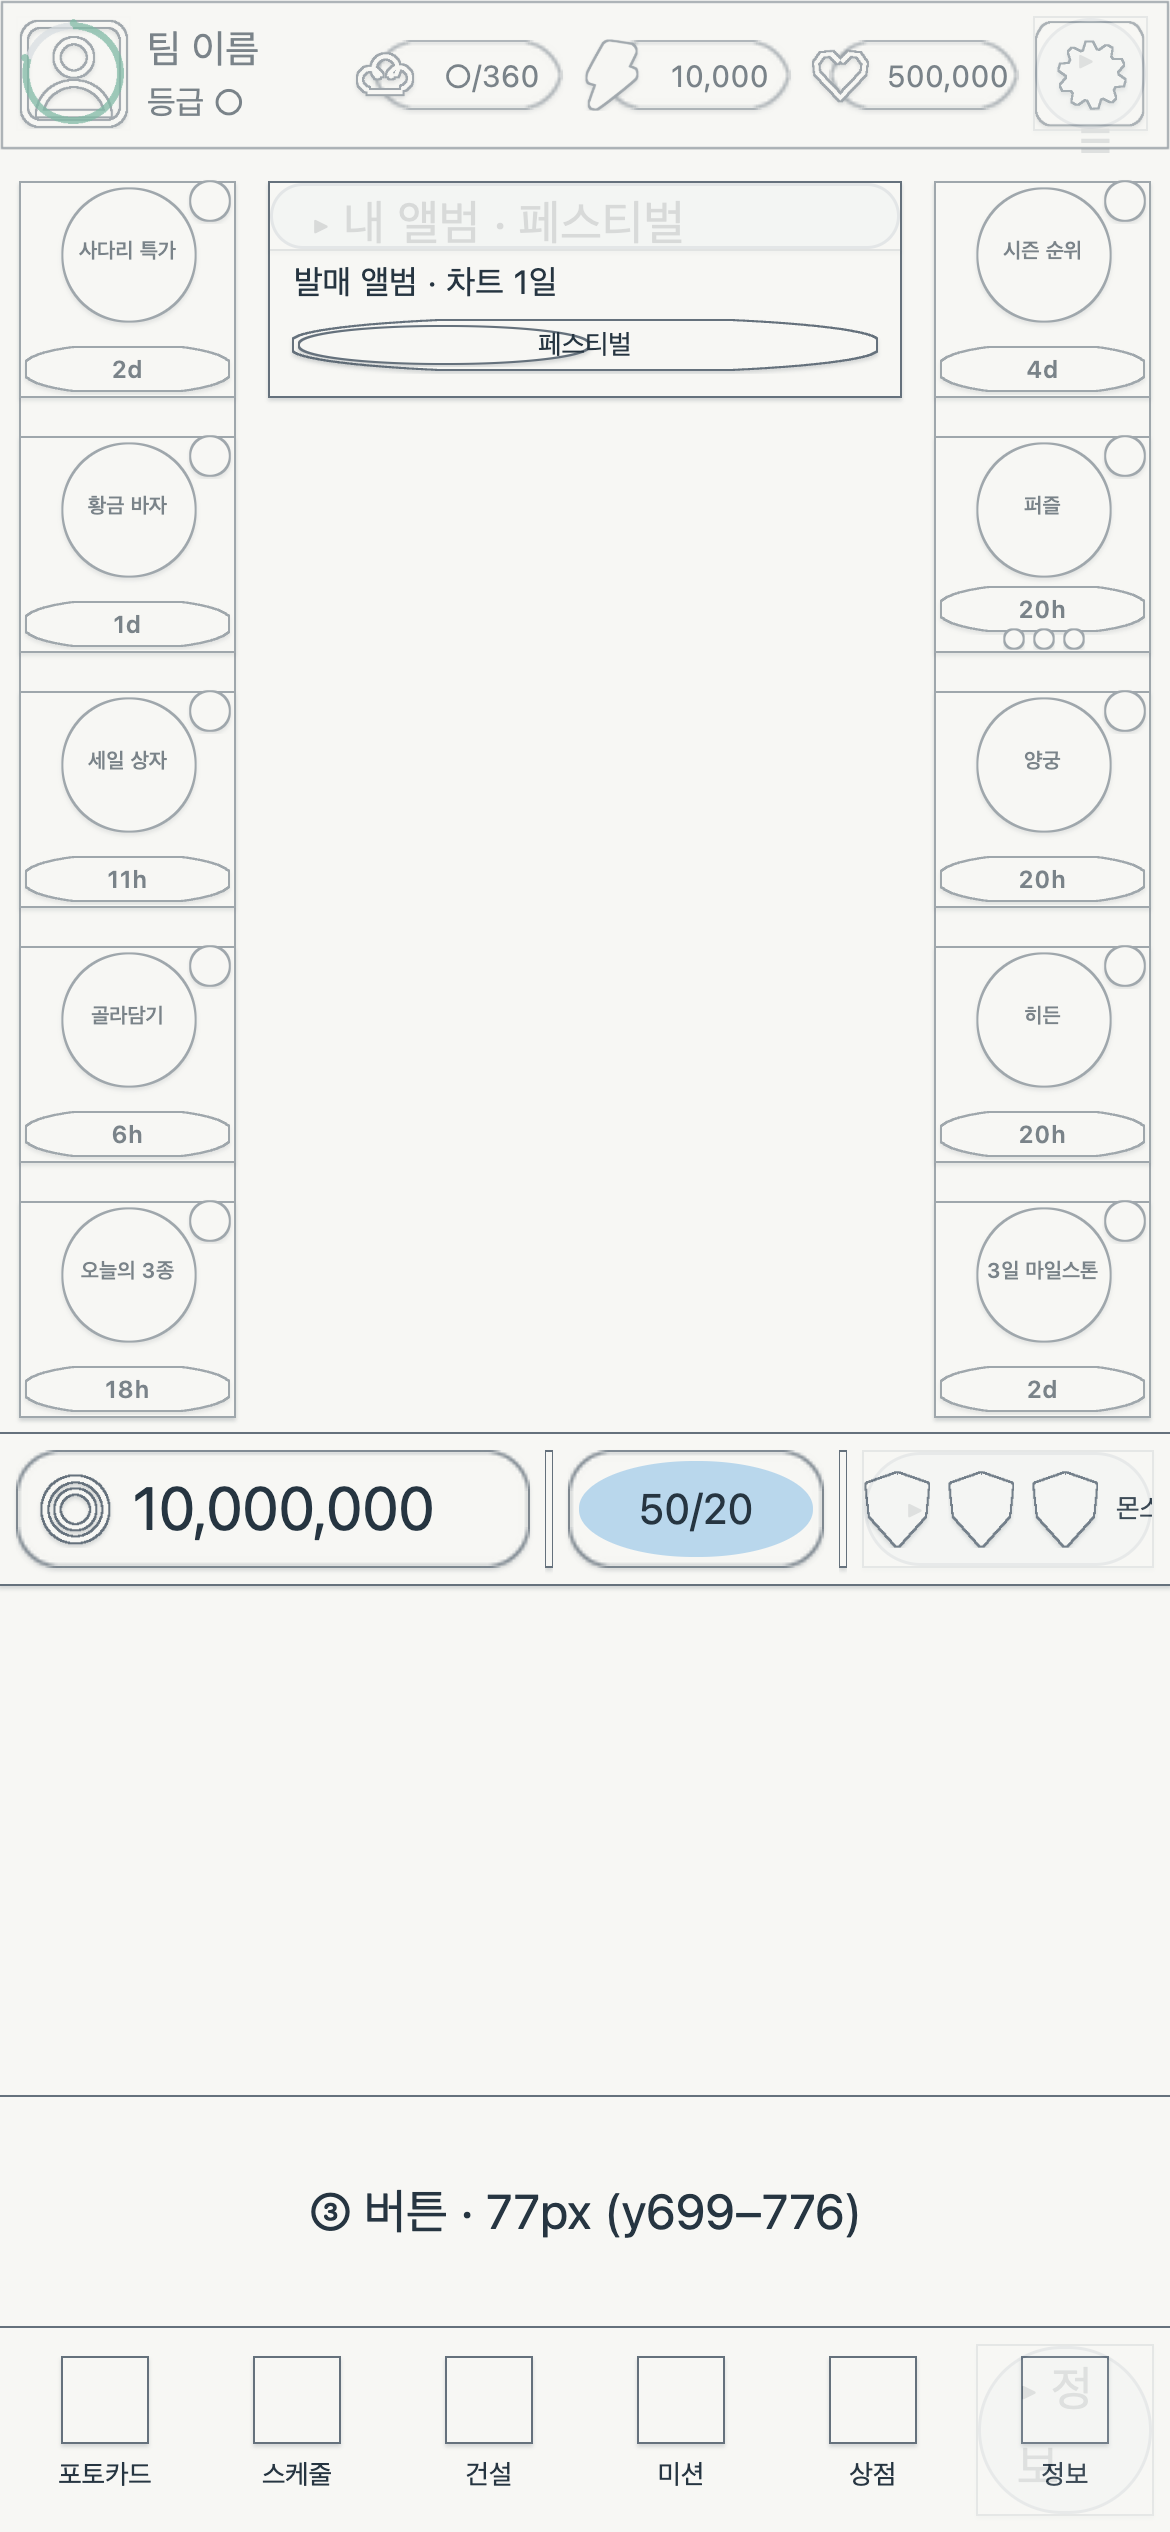 팀 이름
등급 ○
○/360
10,000
500,000
사다리 특가
2d
▸ 내 앨범 · 페스티벌
발매 앨범 · 차트 1일
페스티벌
시즌 순위
4d
황금 바자
1d
퍼즐
20h
세일 상자
11h
양궁
20h
골라담기
6h
히든
20h
오늘의 3종
18h
3일 마일스톤
2d
10,000,000
50/20
③ 버튼 · 77px (y699–776)
▸ 정
보
포토카드
스케줄
건설
미션
상점
정보